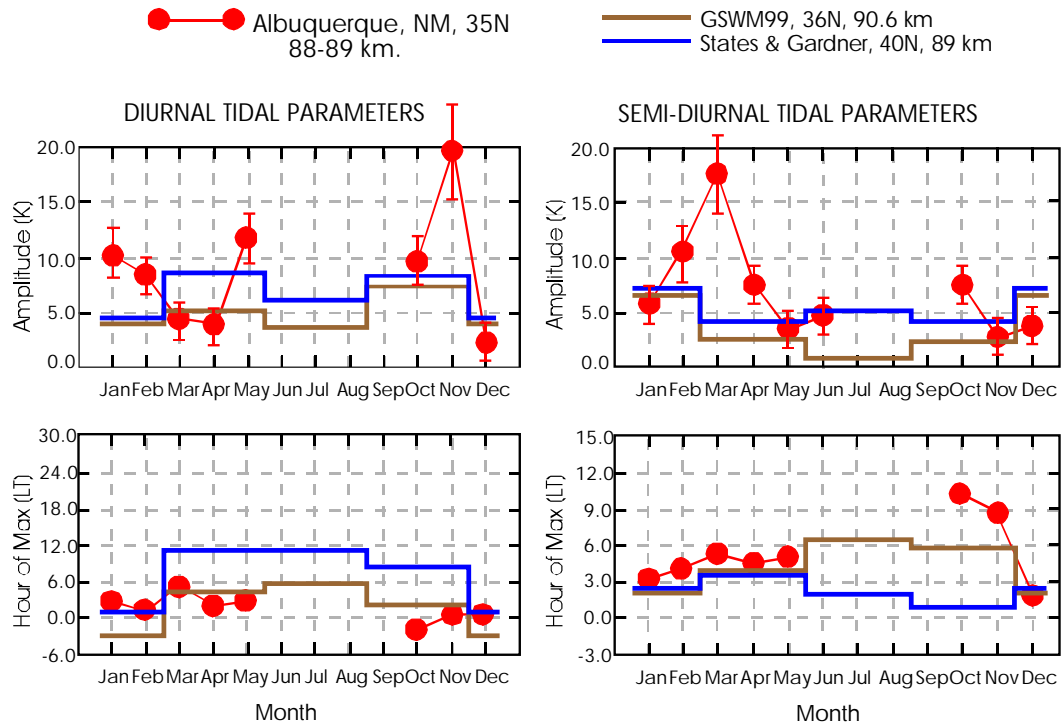 Albuquerque, NM, 35N
88-89 km.
GSWM99, 36N, 90.6 km
States & Gardner, 40N, 89 km
DIURNAL TIDAL PARAMETERS
SEMI-DIURNAL TIDAL PARAMETERS
Amplitude (K)
20.0
15.0
10.0
5.0
0.0
Jan Feb Mar Apr May Jun Jul Aug Sep Oct Nov Dec
Amplitude (K)
20.0
15.0
10.0
5.0
0.0
Jan Feb Mar Apr May Jun Jul Aug Sep Oct Nov Dec
Hour of Max (LT)
30.0
24.0
18.0
12.0
6.0
0.0
-6.0
Jan Feb Mar Apr May Jun Jul Aug Sep Oct Nov Dec
Month
Hour of Max (LT)
15.0
12.0
9.0
6.0
3.0
0.0
-3.0
Jan Feb Mar Apr May Jun Jul Aug Sep Oct Nov Dec
Month